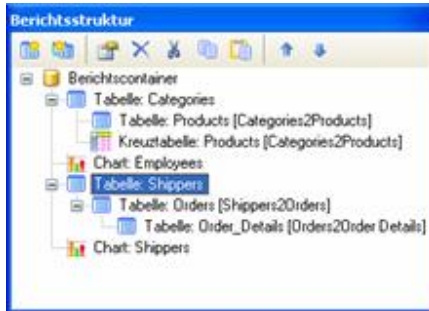 Berichtsstruktur
Berichtscontainer
Tabelle: Categories
Tabelle: Products [Categories2Products]
Kreuztabelle: Products [Categories2Products]
Chart: Employees
Tabelle: Shippers
Tabelle: Orders [Shippers2Orders]
Tabelle: Order_Details [Orders2Order Details]
Chart: Shippers